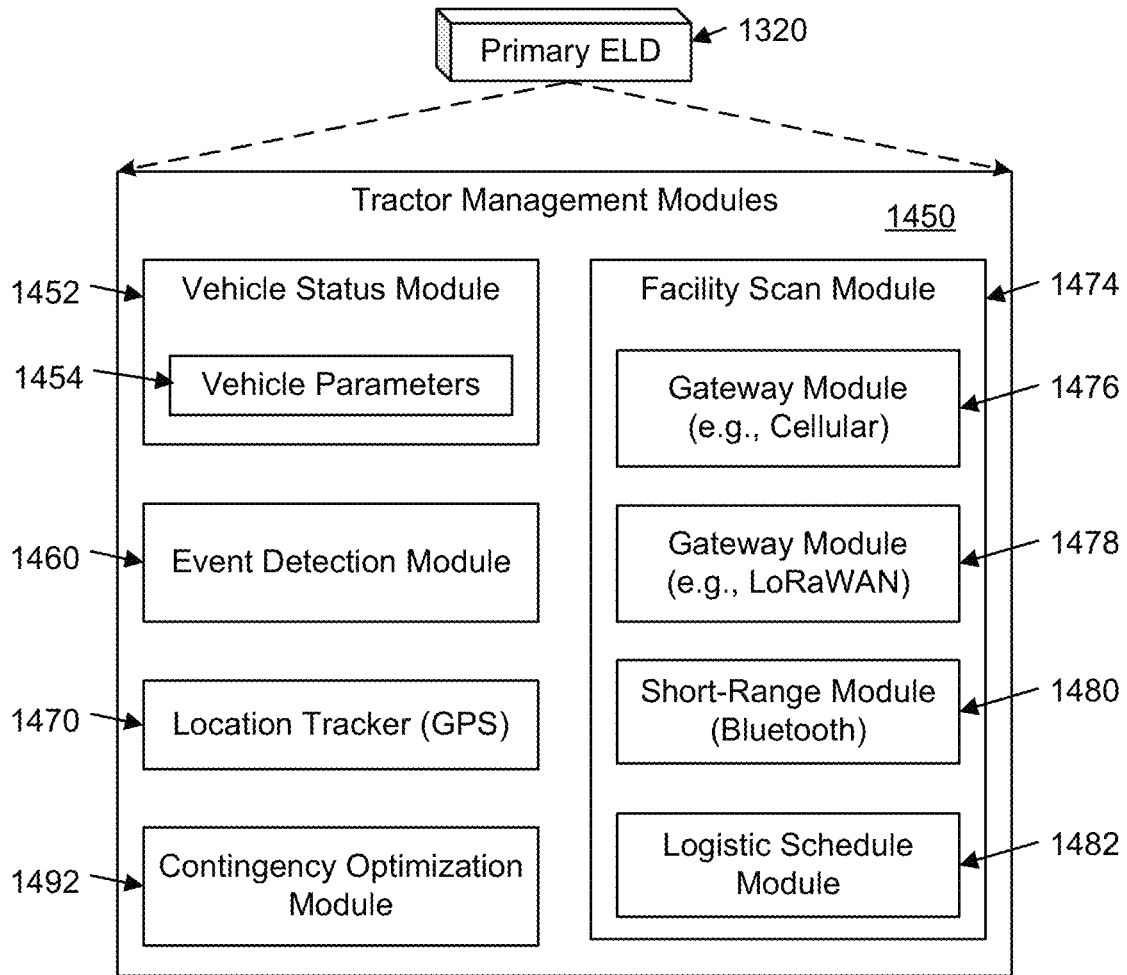 Primary ELD
1320
Tractor Management Modules
1450
1452
Vehicle Status Module
1454
Vehicle Parameters
1460
Event Detection Module
1470
Location Tracker (GPS)
1492
Contingency Optimization
Module
Facility Scan Module
1474
Gateway Module
(e.g., Cellular)
1476
Gateway Module
(e.g., LoRaWAN)
1478
Short-Range Module
(Bluetooth)
1480
Logistic Schedule
Module
1482